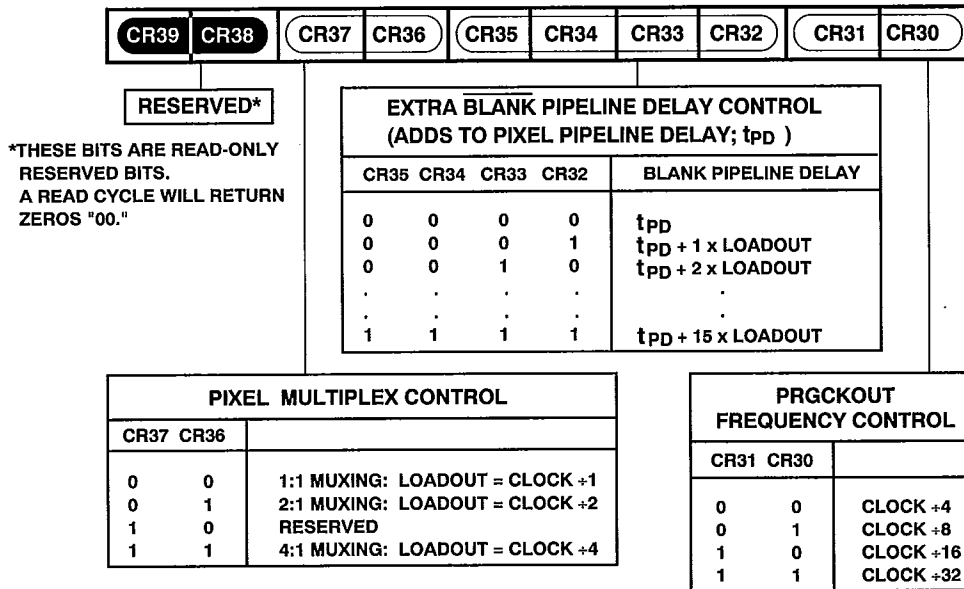 CR39 CR38 CR37 CR36 CR35 CR34 CR33 CR32 CR31 CR30
RESERVED*
*THESE BITS ARE READ-ONLY
RESERVED BITS.
A READ CYCLE WILL RETURN
ZEROS "00."
EXTRA BLANK PIPELINE DELAY CONTROL
(ADDS TO PIXEL PIPELINE DELAY; tPD )
CR35 CR34 CR33 CR32 BLANK PIPELINE DELAY
0 0 0 0 tPD
0 0 0 1 tPD + 1 x LOADOUT
0 0 1 0 tPD + 2 x LOADOUT
. . . . .
. . . . .
1 1 1 1 tPD + 15 x LOADOUT
PIXEL MULTIPLEX CONTROL
CR37 CR36
0 0 1:1 MUXING: LOADOUT = CLOCK ÷1
0 1 2:1 MUXING: LOADOUT = CLOCK ÷2
1 0 RESERVED
1 1 4:1 MUXING: LOADOUT = CLOCK ÷4
PRGCKOUT
FREQUENCY CONTROL
CR31 CR30
0 0 CLOCK ÷4
0 1 CLOCK ÷8
1 0 CLOCK ÷16
1 1 CLOCK ÷32